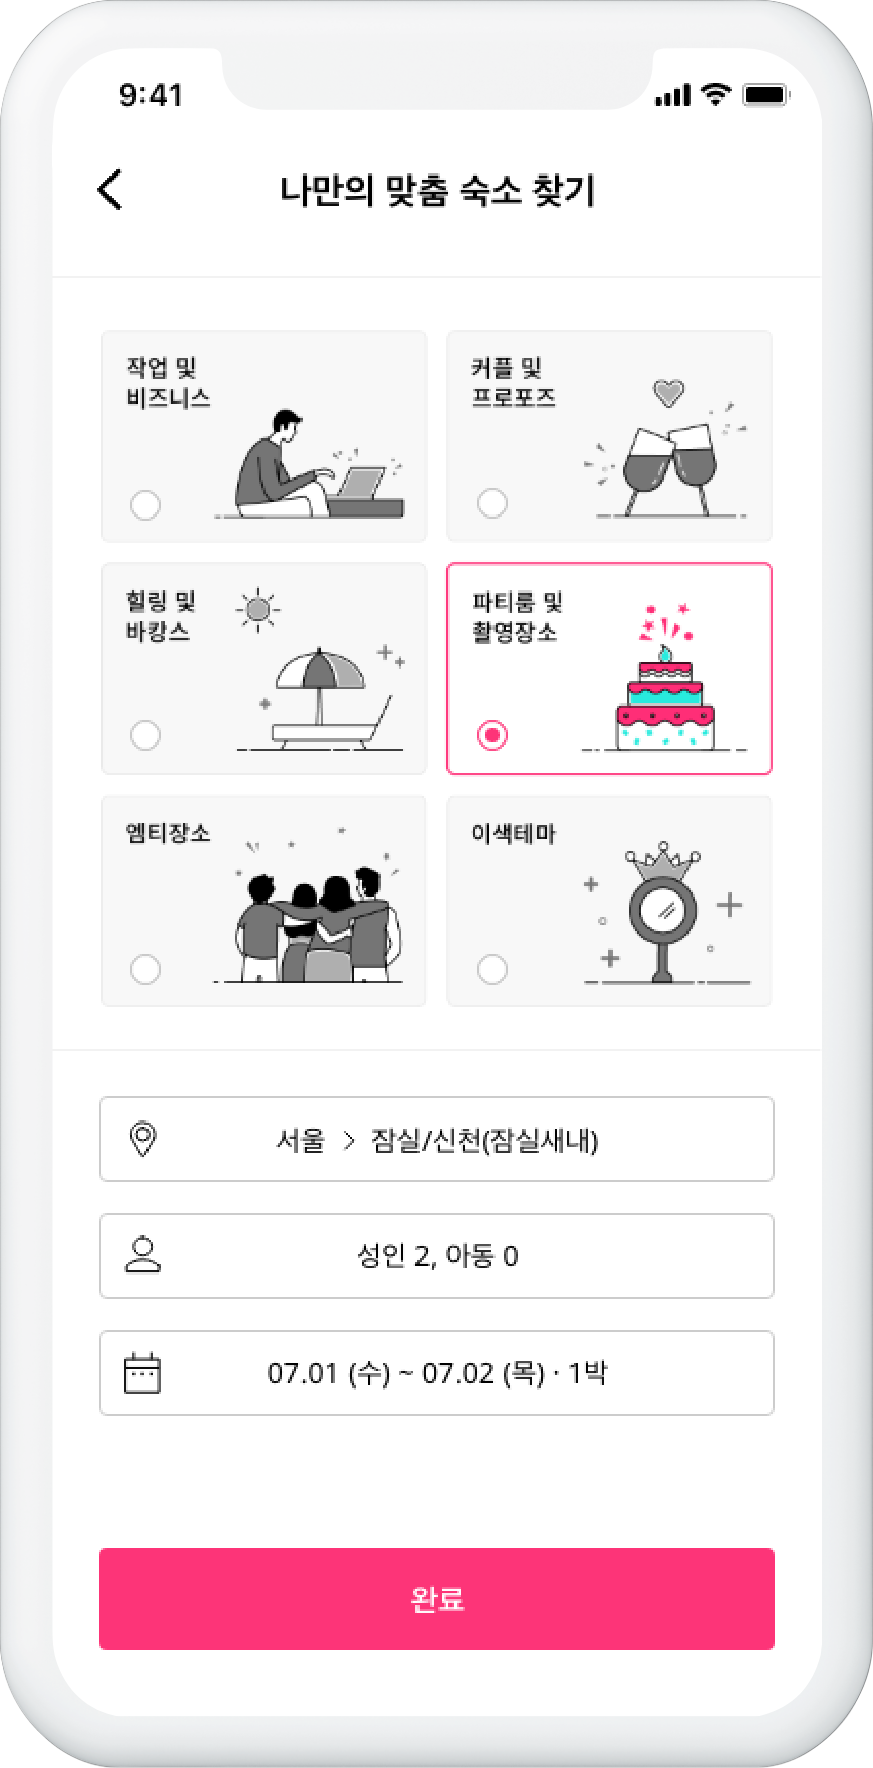 9:41
나만의 맞춤 숙소 찾기
작업 및
비즈니스
커플 및
프로포즈
힐링 및
바캉스
파티룸 및
촬영장소
엠티장소
이색테마
서울 > 잠실/신천(잠실새내)
성인 2, 아동 0
07.01 (수) ~ 07.02 (목) · 1박
완료